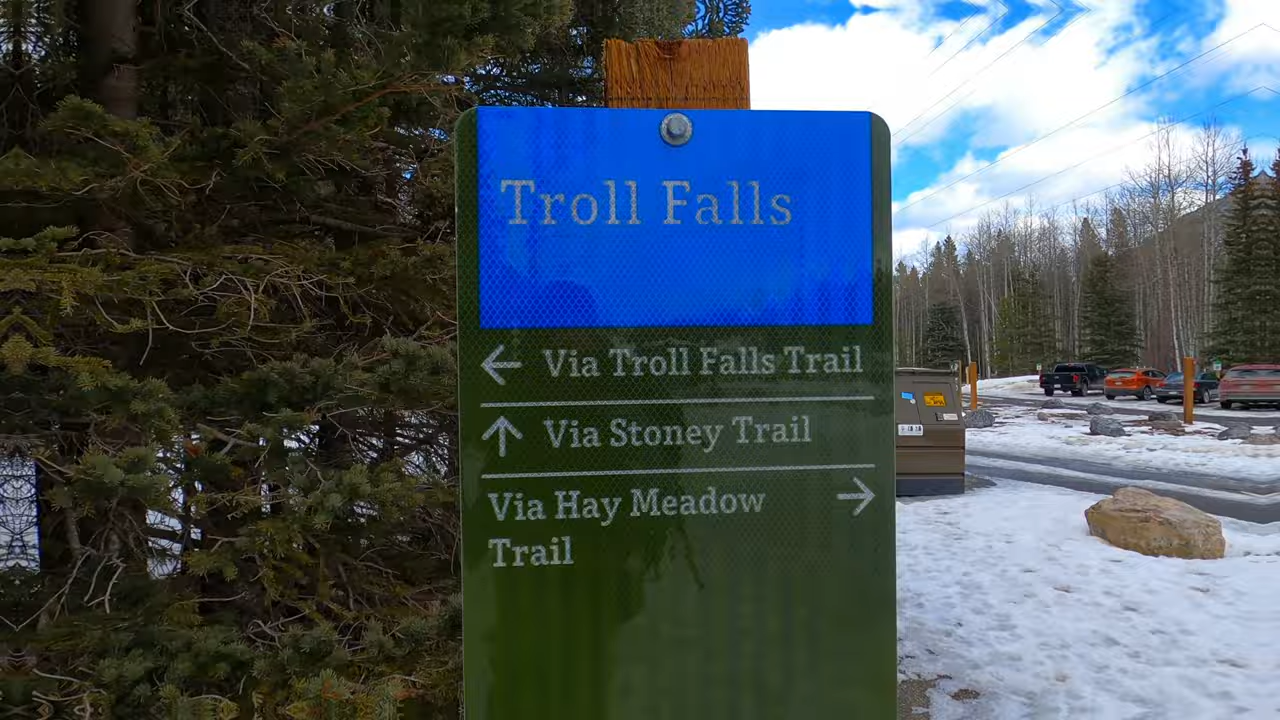 Troll Falls
← Via Troll Falls Trail
↑ Via Stoney Trail
Via Hay Meadow →
Trail